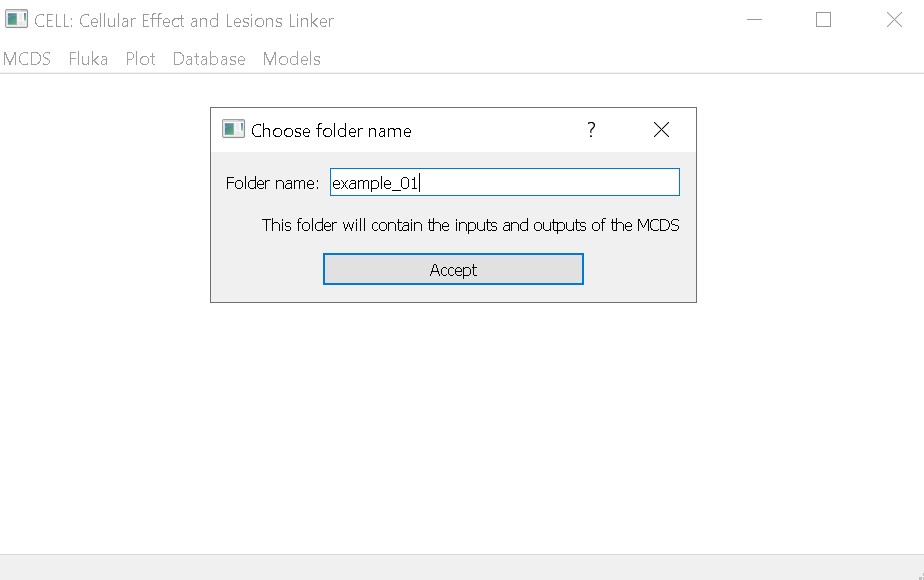 CELL: Cellular Effect and Lesions Linker
MCDS Fluka Plot Database Models
Choose folder name ?
Folder name: example_01
This folder will contain the inputs and outputs of the MCDS
Accept